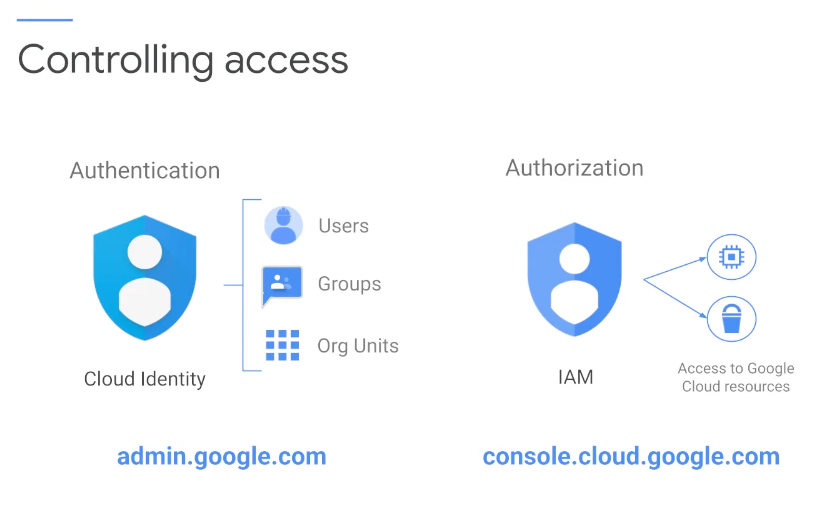 Controlling access
Authentication
Users
Groups
Org Units
Cloud Identity
admin.google.com
Authorization
IAM
Access to Google
Cloud resources
console.cloud.google.com